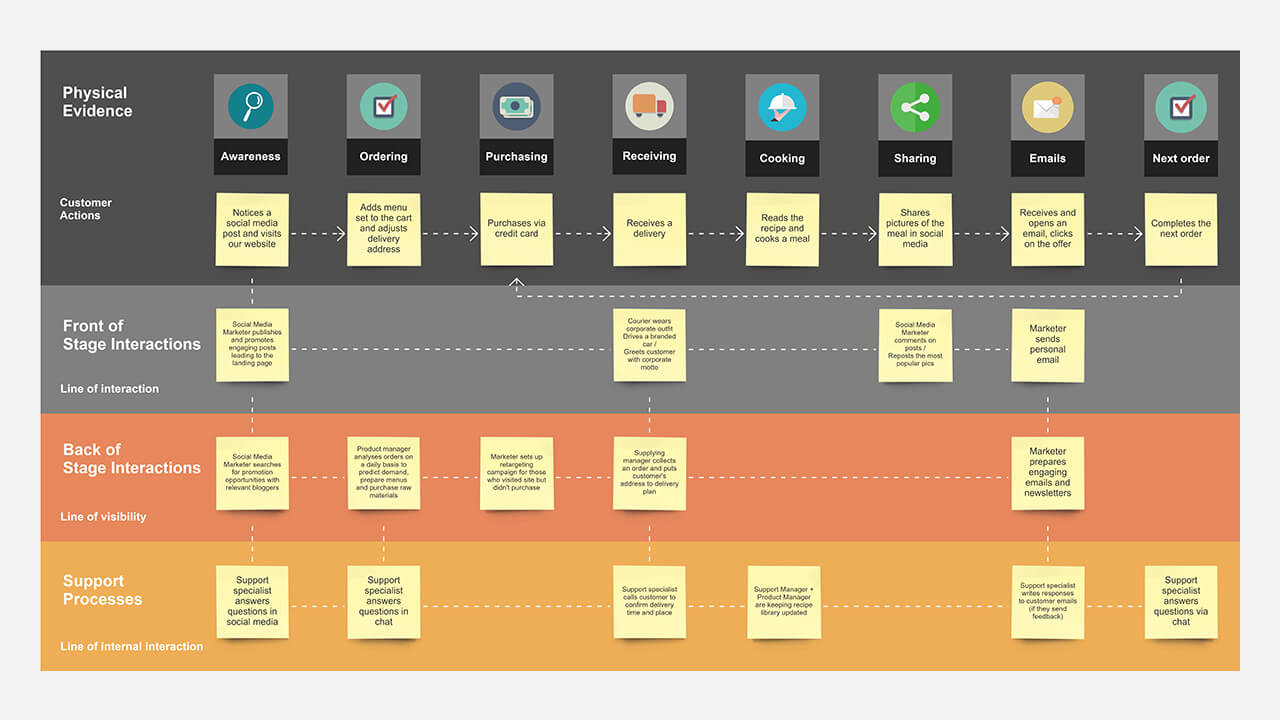 Physical
Evidence
Awareness
Ordering
Purchasing
Receiving
Cooking
Sharing
Emails
Next order
Customer
Actions
Notices a
social media
post and visits
our website
Adds menu
set to the cart
and adjusts
delivery
address
Purchases via
credit card
Receives a
delivery
Reads the
recipe and
cooks a meal
Shares
pictures of the
meal in social
media
Receives and
opens an
email, clicks
on the offer
Completes the
next order
Front of
Stage Interactions
Social Media
Marketer publishes
and promotes
engaging posts
leading to the
landing page
Courier wears
corporate outfit
Drives a branded
car /
Greets customer
with corporate
motto
Social Media
Marketer
comments on
posts /
Reposts the most
popular pics
Marketer
sends
personal
email
Line of interaction
Back of
Stage Interactions
Social Media
Marketer searches
for promotion
opportunities with
relevant bloggers
Product manager
analyses orders on
a daily basis to
predict demand,
prepare menus
and purchase raw
materials
Marketer sets up
retargeting
campaign for those
who visited site but
didn't purchase
Supplying
manager collects
an order and puts
customer's
address to delivery
plan
Marketer
prepares
engaging
emails and
newsletters
Line of visibility
Support
Processes
Support
specialist
answers
questions in
social media
Support
specialist
answers
questions in
chat
Support specialist
calls customer to
confirm delivery
time and place
Support Manager +
Product Manager
are keeping recipe
library updated
Support specialist
writes responses
to customer emails
(if they send
feedback)
Support
specialist
answers
questions via
chat
Line of internal interaction